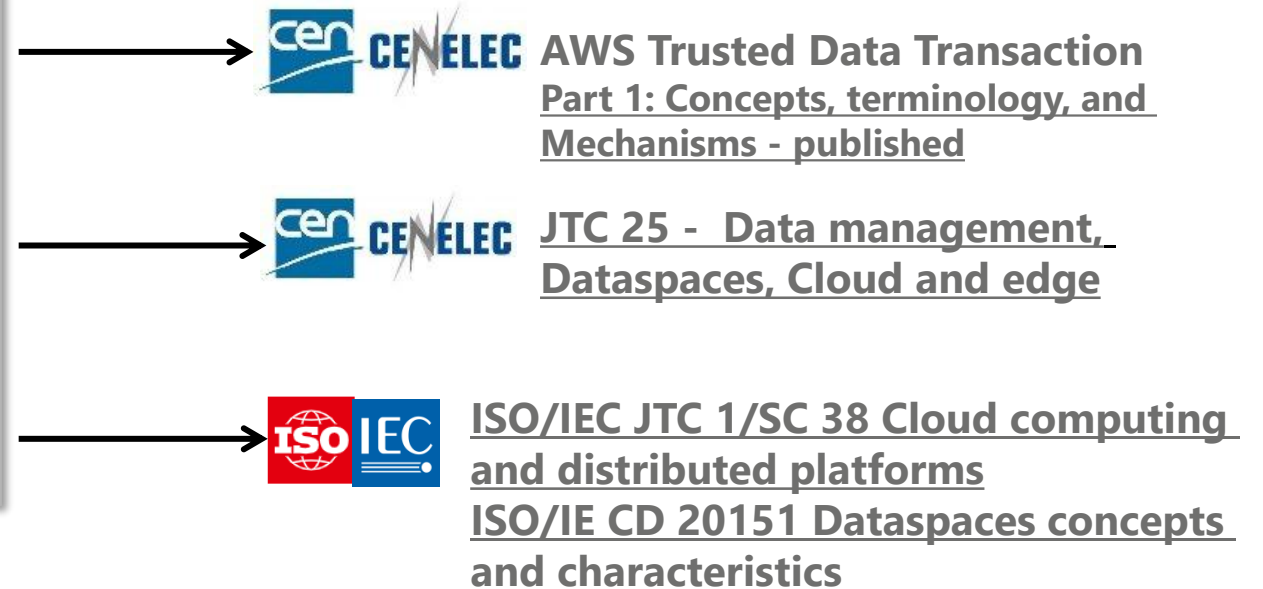 cen CENELEC AWS Trusted Data Transaction
Part 1: Concepts, terminology, and
Mechanisms - published
cen CENELEC JTC 25 - Data management,
Dataspaces, Cloud and edge
ISO IEC ISO/IEC JTC 1/SC 38 Cloud computing
and distributed platforms
ISO/IE CD 20151 Dataspaces concepts
and characteristics